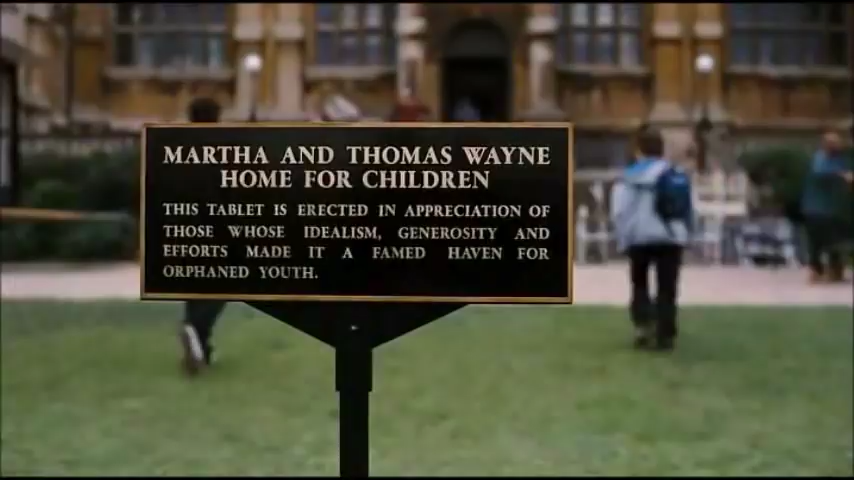 MARTHA AND THOMAS WAYNE
HOME FOR CHILDREN
THIS TABLET IS ERECTED IN APPRECIATION OF
THOSE WHOSE IDEALISM, GENEROSITY AND
EFFORTS MADE IT A FAMED HAVEN FOR
ORPHANED YOUTH.